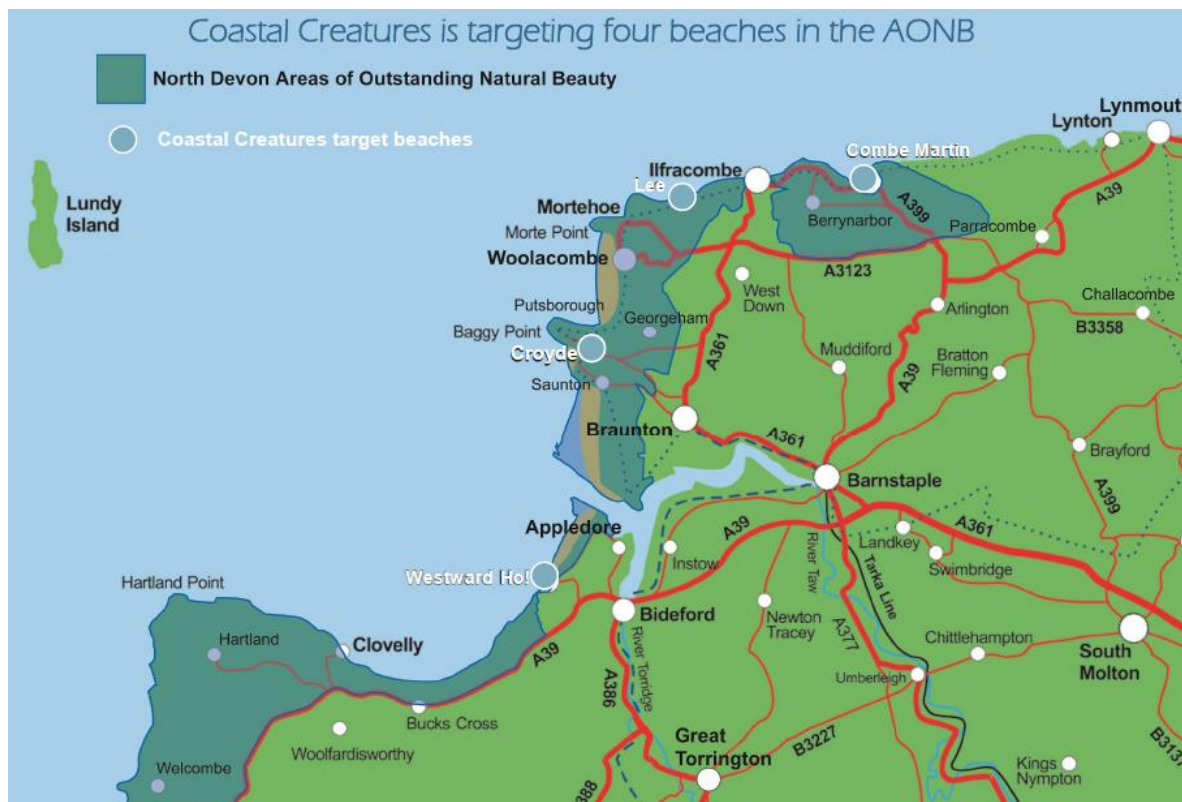 Coastal Creatures is targeting four beaches in the AONB
North Devon Areas of Outstanding Natural Beauty
Coastal Creatures target beaches
Lynmout
Lynton
Combe Martin
Ilfracombe
Lee
Lundy
Island
Mortehoe
Berrynarbor
A399
A39
Morte Point
Parracombe
Woolacombe
A3123
West
Down
Challacombe
Putsborough
Georgeham
Arlington
B3358
Baggy Point
A361
Croyde
Muddiford
Bratton
Fleming
A39
Saunton
Braunton
A361
Brayford
Barnstaple
A399
Appledore
A39
A361
Landkey
Instow
River Taw
Swimbridge
Tarka Line
Westward Ho!
Hartland Point
Bideford
Newton
Tracey
A377
Chittlehampton
Hartland
Clovelly
A39
River Torridge
South
Molton
Umberleigh
A386
Bucks Cross
Woolfardisworthy
Great
Torrington
B3227
B3137
Welcombe
Kings
Nympton
388